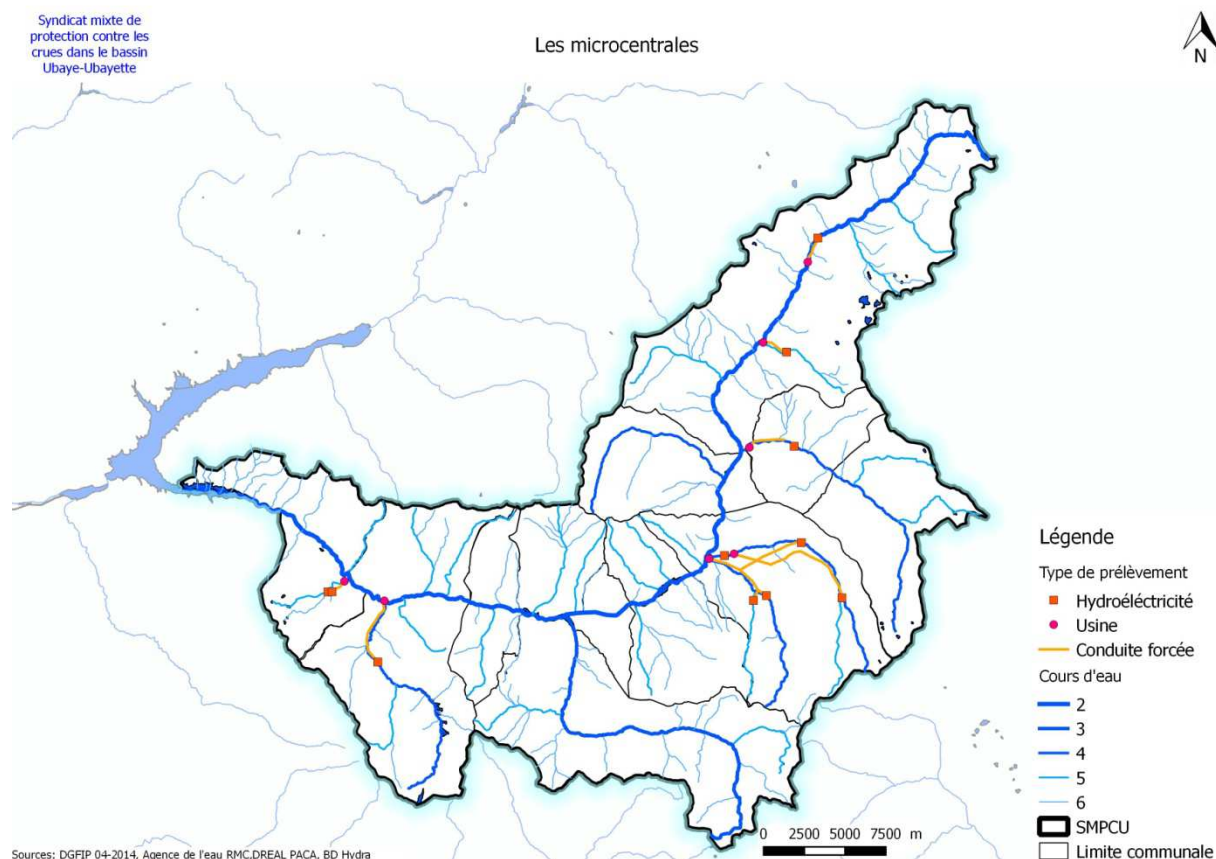 Syndicat mixte de
protection contre les
crues dans le bassin
Ubaye-Ubayette
Les microcentrales
N
Légende
Type de prélèvement
Hydroéléctricité
Usine
Conduite forcée
Cours d'eau
2
3
4
5
6
SMPCU
Limite communale
0 2500 5000 7500 m
Sources: DGFIP 04-2014, Agence de l'eau RMC,DREAL PACA, BD Hydra